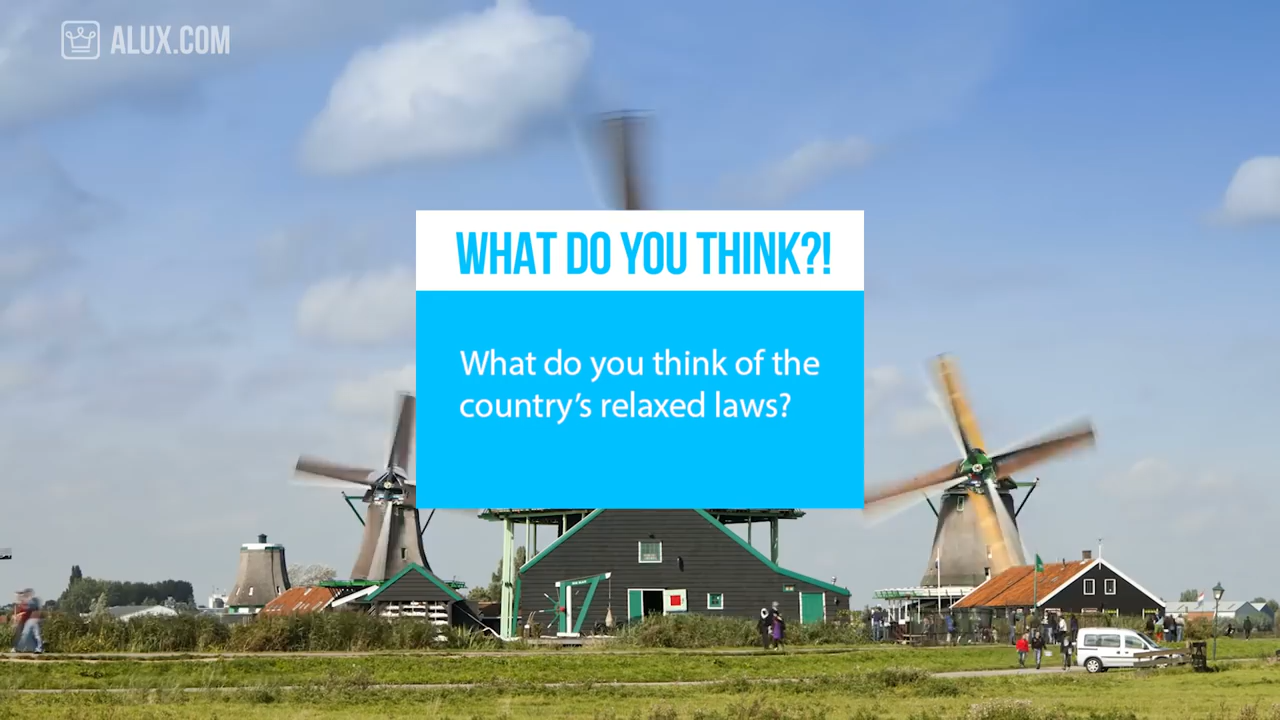 ALUX.COM
WHAT DO YOU THINK?!
What do you think of the
country's relaxed laws?